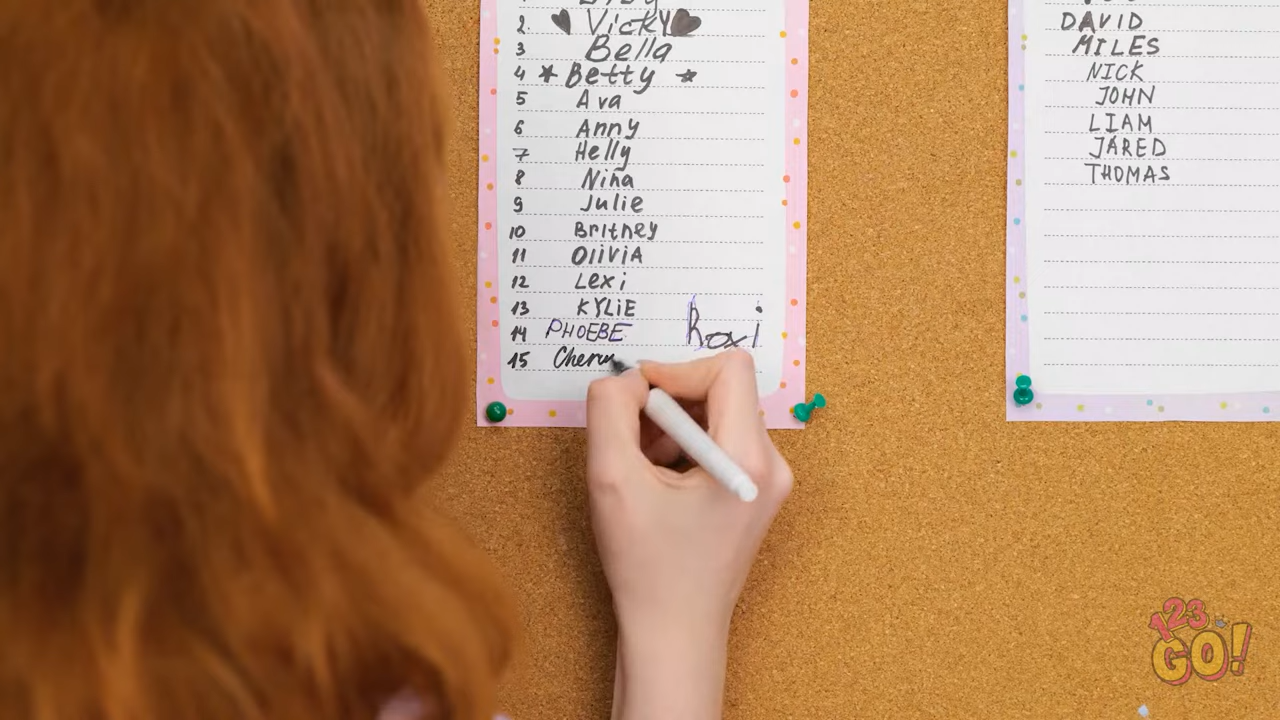 2. Vicky
3 Bella
4 * Betty *
5 Ava
6 Anny
7 Helly
8 Nina
9 Julie
10 Britney
11 OliviA
12 Lexi
13 KYLiE
14 PHOEBE Roxi
15
DAVID
MILES
NICK
JOHN
LIAM
JARED
THOMAS
123 GO!